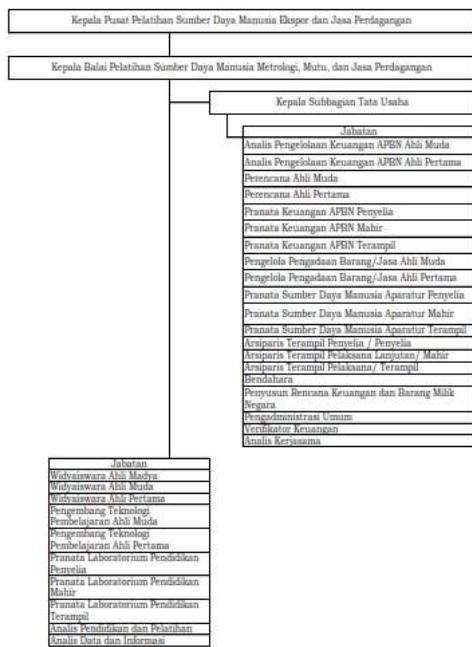 Kepala Pusat Pelatihan Sumber Daya Manusia Ekspor dan Jasa Perdagangan
Kepala Balai Pelatihan Sumber Daya Manusia Metrologi, Mutu, dan Jasa Perdagangan
Kepala Subbagian Tata Usaha
Jabatan
Analis Pengelolaan Keuangan APBN Ahli Muda
Analis Pengelolaan Keuangan APBN Ahli Pertama
Perencana Ahli Muda
Perencana Ahli Pertama
Pranata Keuangan APBN Penyelia
Pranata Keuangan APBN Mahir
Pranata Keuangan APBN Terampil
Pengelola Pengadaan Barang/Jasa Ahli Muda
Pengelola Pengadaan Barang/Jasa Ahli Pertama
Pranata Sumber Daya Manusia Aparatur Penyelia
Pranata Sumber Daya Manusia Aparatur Mahir
Pranata Sumber Daya Manusia Aparatur Terampil
Arsiparis Terampil Penyelia / Penyelia
Arsiparis Terampil Pelaksana Lanjutan/ Mahir
Arsiparis Terampil Pelaksana/ Terampil
Bendahara
Penyusun Rencana Keuangan dan Barang Milik
Negara
Pengadministrasi Umum
Verifikator Keuangan
Analis Kerjasama
Jabatan
Widyaiswara Ahli Madya
Widyaiswara Ahli Muda
Widyaiswara Ahli Pertama
Pengembang Teknologi
Pembelajaran Ahli Muda
Pengembang Teknologi
Pembelajaran Ahli Pertama
Pranata Laboratorium Pendidikan
Penyelia
Pranata Laboratorium Pendidikan
Mahir
Pranata Laboratorium Pendidikan
Terampil
Analis Pendidikan dan Pelatihan
Analis Data dan Informasi